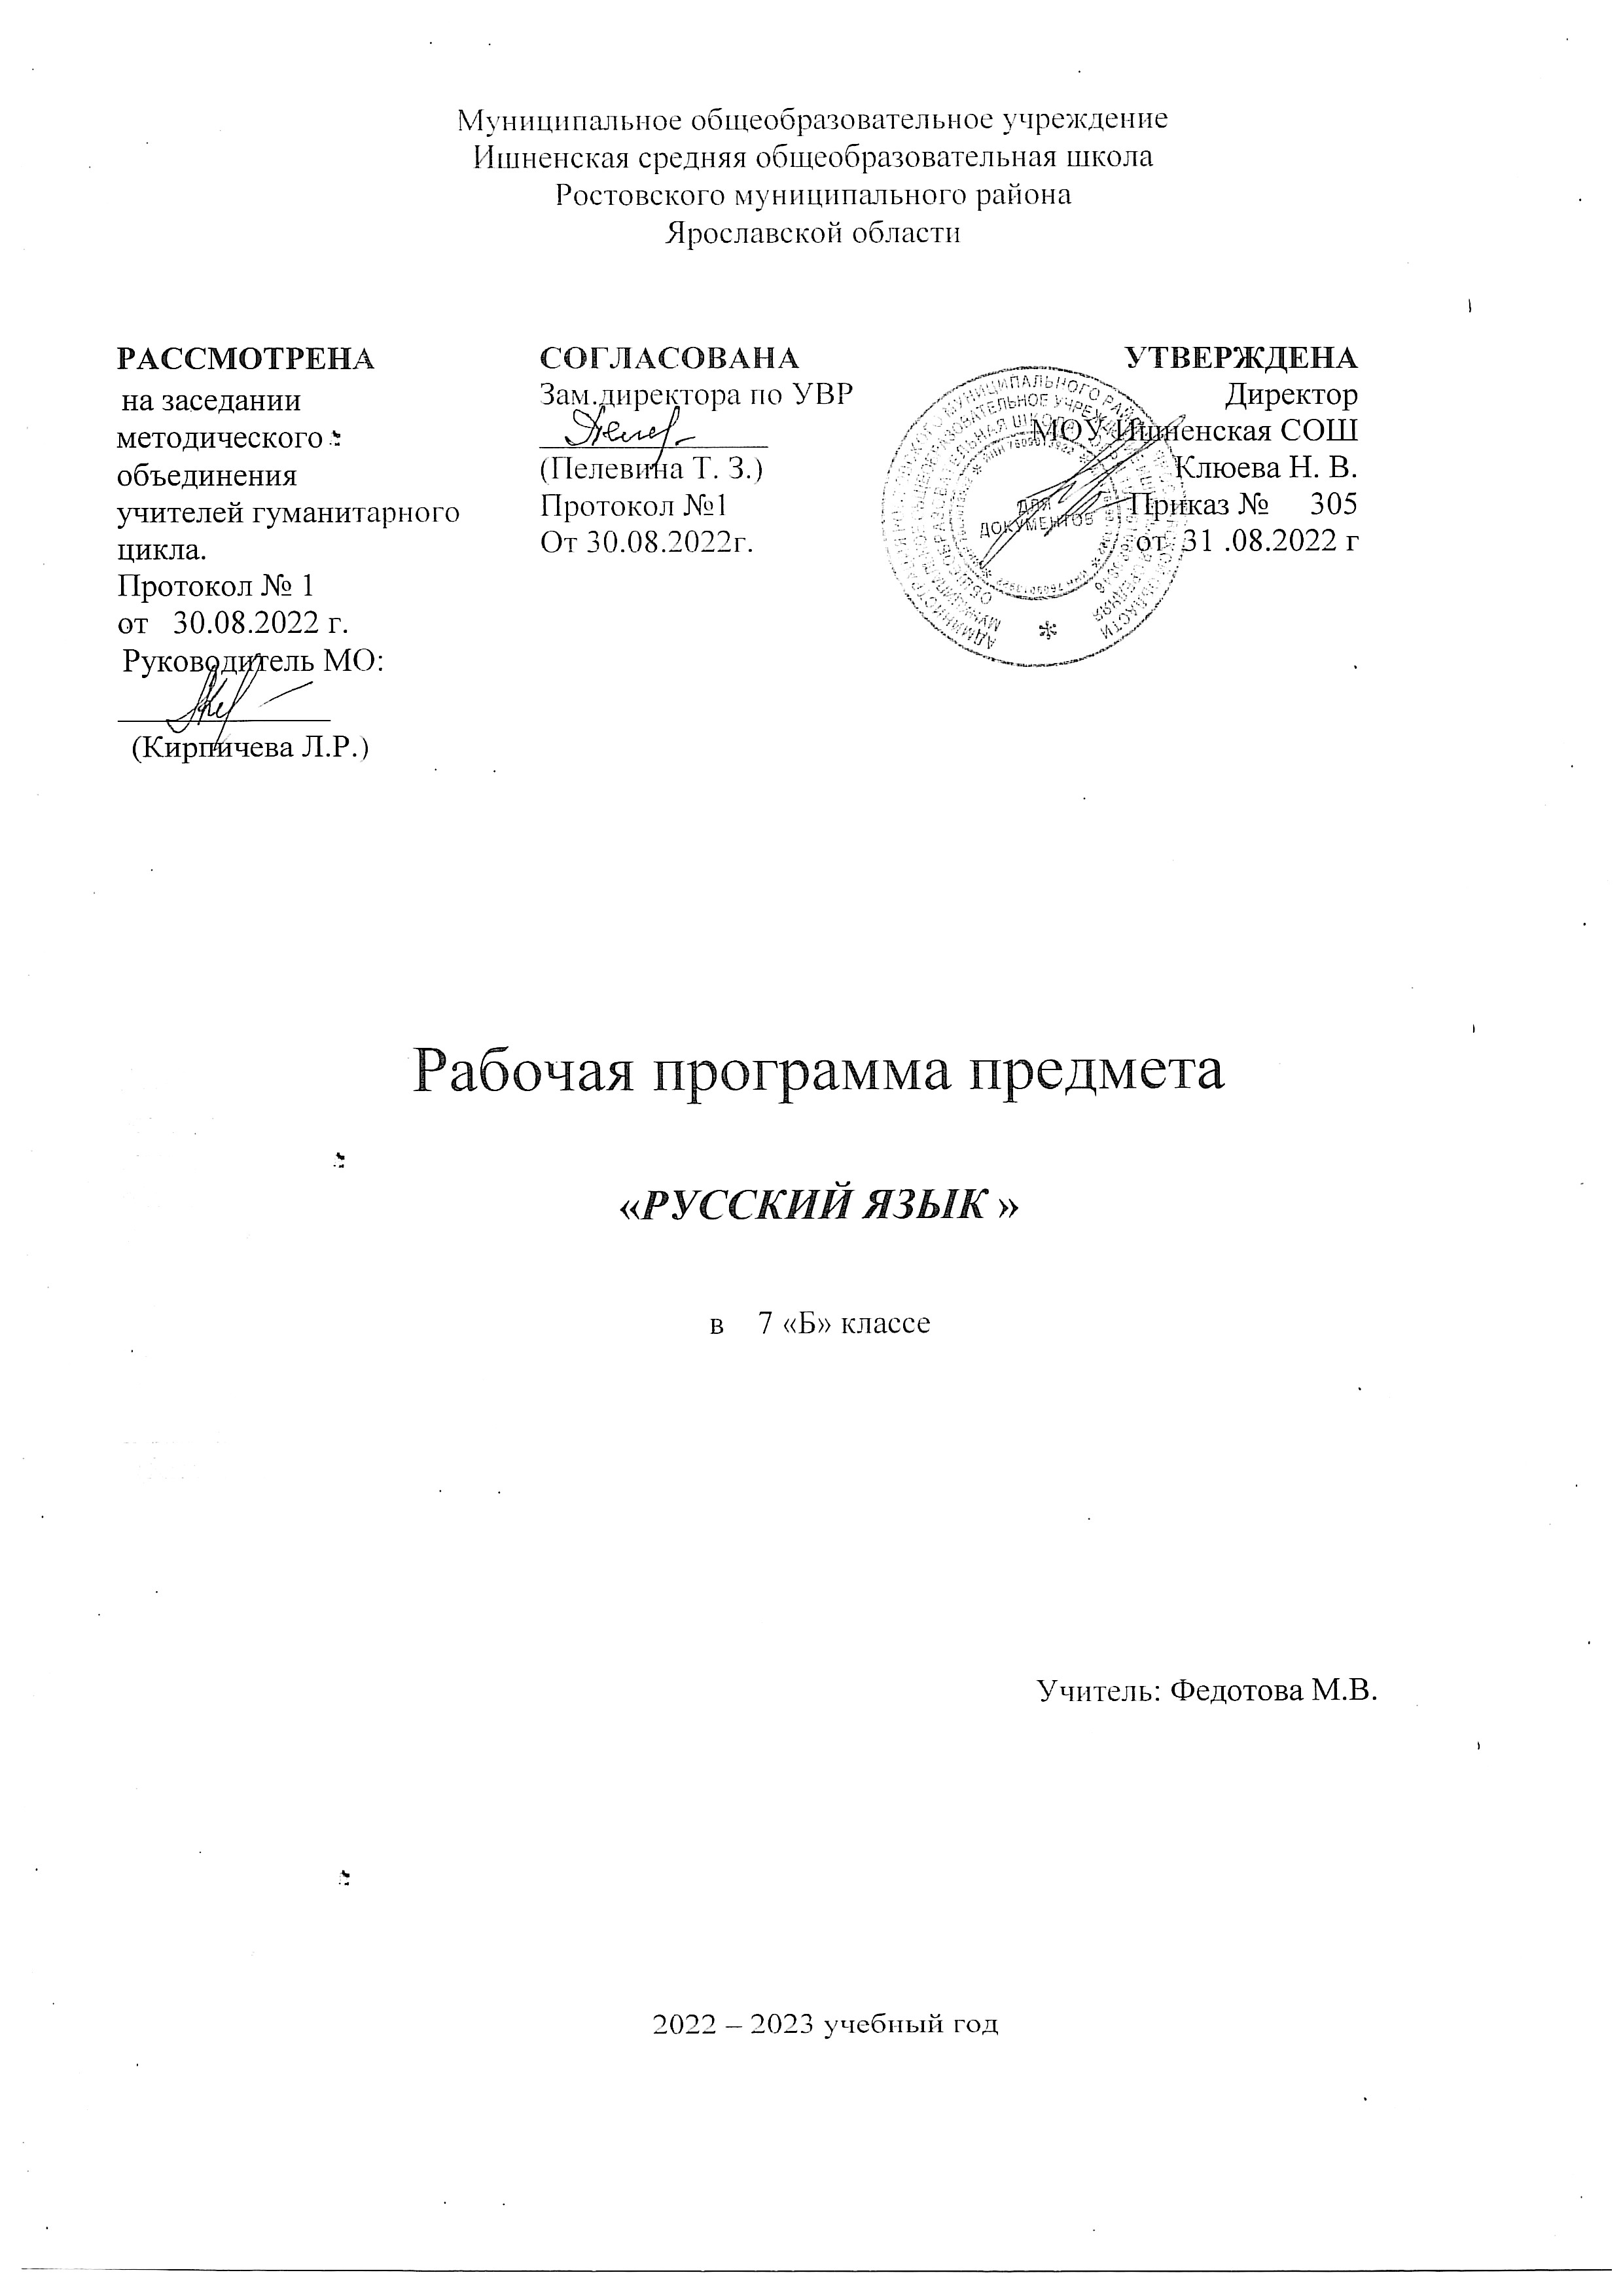 Муниципальное общеобразовательное учреждение
Ишненская средняя общеобразовательная школа
Ростовского муниципального района
Ярославской области
РАССМОТРЕНА
на заседании
методического
объединения
учителей гуманитарного
цикла.
Протокол № 1
от 30.08.2022 г.
Руководитель МО:
(Кирпичева Л.Р.)
СОГЛАСОВАНА
Зам.директора по УВР
(Пелевина Т. З.)
Протокол №1
От 30.08.2022г.
УТВЕРЖДЕНА
Директор
МОУ Ишненская СОШ
Клюева Н. В.
Приказ № 305
от 31 .08.2022 г
ДЛЯ
ДОКУМЕНТОВ
Рабочая программа предмета
«РУССКИЙ ЯЗЫК »
в 7 «Б» классе
Учитель: Федотова М.В.
2022 – 2023 учебный год